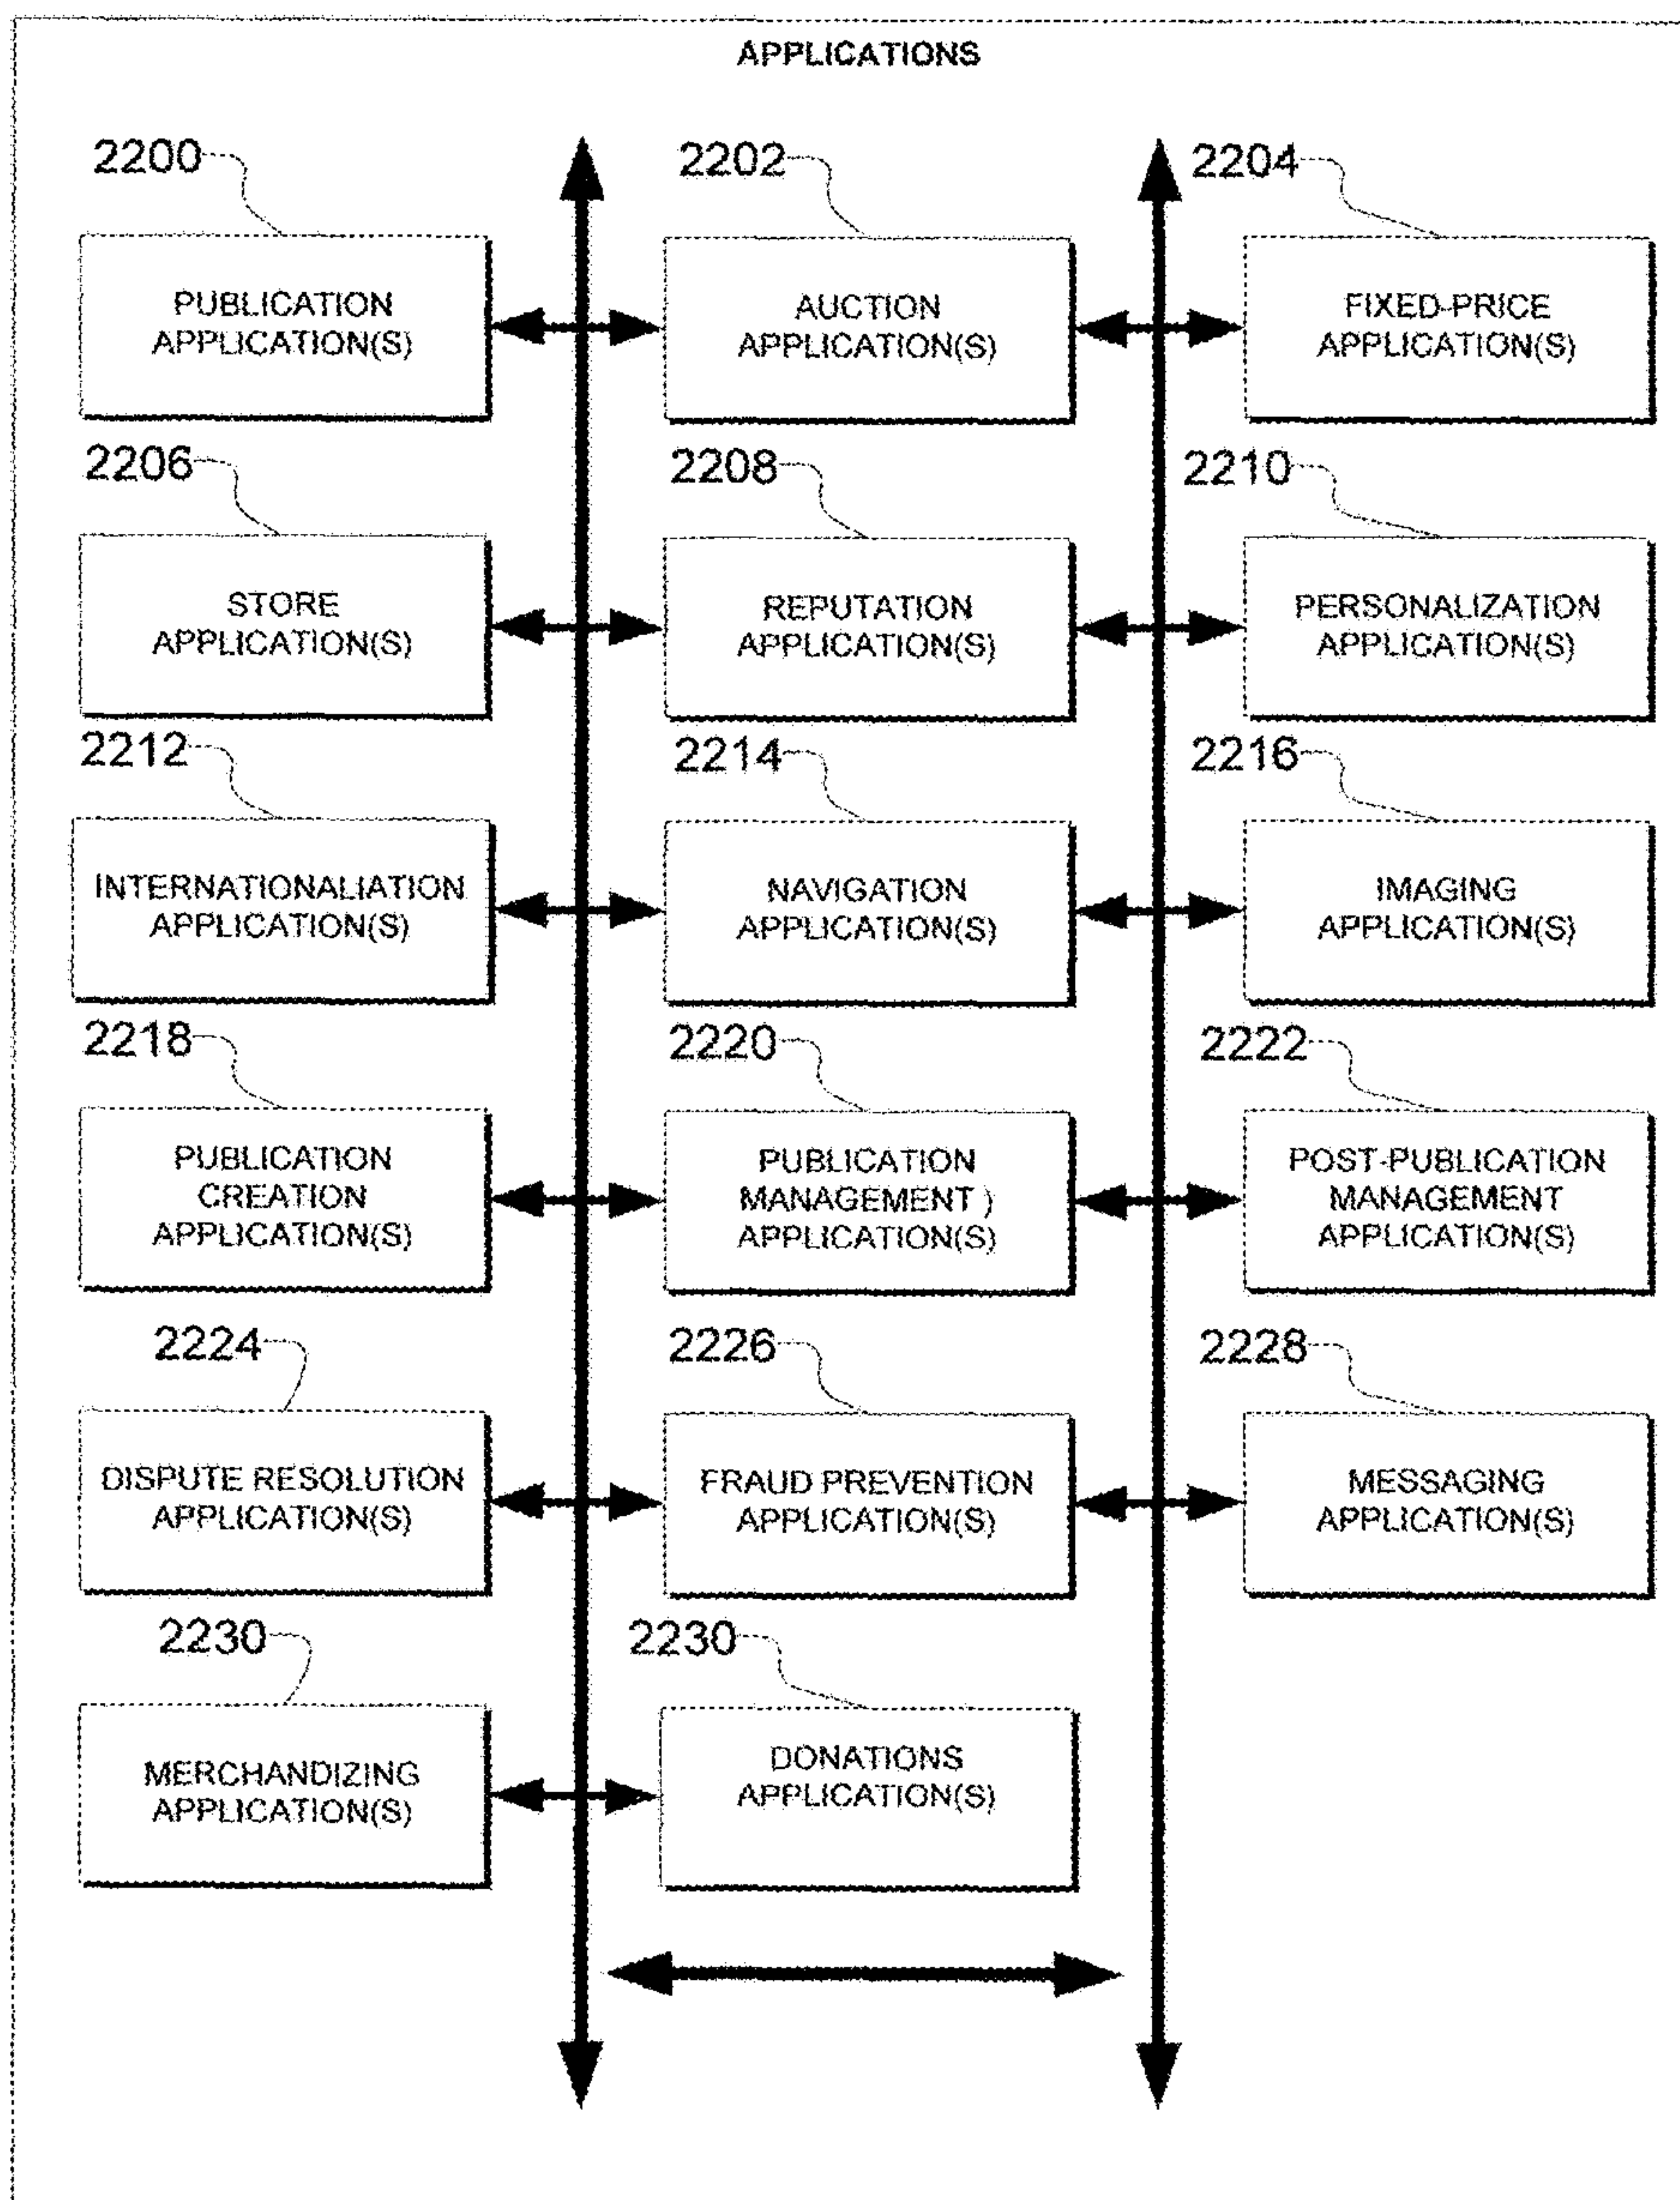 APPLICATIONS
2200
2202
2204
PUBLICATION
APPLICATION(S)
AUCTION
APPLICATION(S)
FIXED-PRICE
APPLICATION(S)
2206
2208
2210
STORE
APPLICATION(S)
REPUTATION
APPLICATION(S)
PERSONALIZATION
APPLICATION(S)
2212
2214
2216
INTERNATIONALIATION
APPLICATION(S)
NAVIGATION
APPLICATION(S)
IMAGING
APPLICATION(S)
2218
2220
2222
PUBLICATION
CREATION
APPLICATION(S)
PUBLICATION
MANAGEMENT )
APPLICATION(S)
POST-PUBLICATION
MANAGEMENT
APPLICATION(S)
2224
2226
2228
DISPUTE RESOLUTION
APPLICATION(S)
FRAUD PREVENTION
APPLICATION(S)
MESSAGING
APPLICATION(S)
2230
2230
MERCHANDIZING
APPLICATION(S)
DONATIONS
APPLICATION(S)